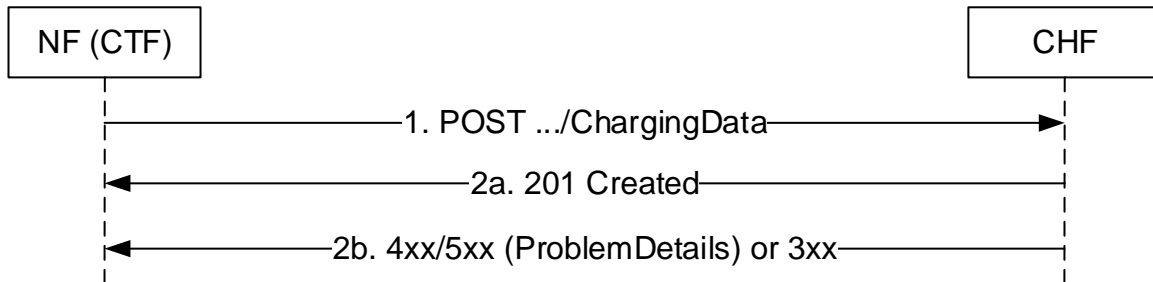 NF (CTF)
CHF
1. POST .../ChargingData
2a. 201 Created
2b. 4xx/5xx (ProblemDetails) or 3xx